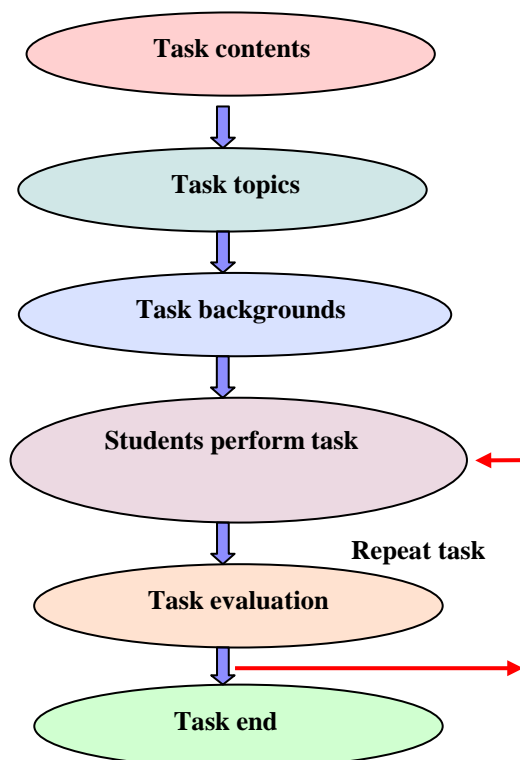 Task contents
Task topics
Task backgrounds
Students perform task
Repeat task
Task evaluation
Task end